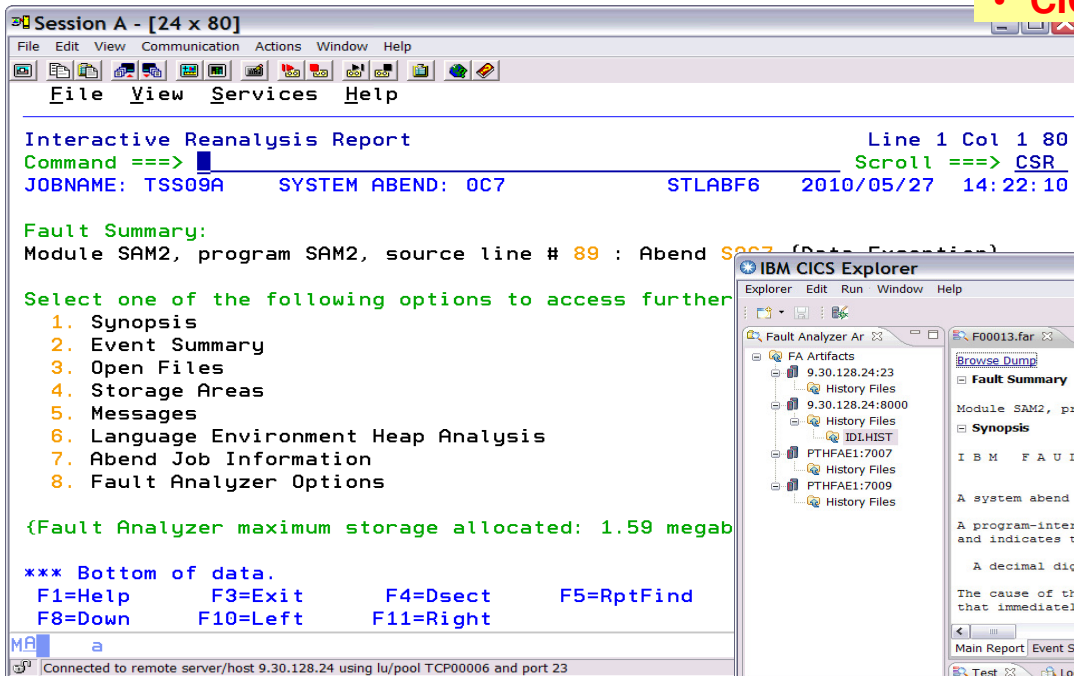 Session A - [24 x 80]
File Edit View Communication Actions Window Help
File View Services Help
Interactive Reanalysis Report Line 1 Col 1 80
Command ===> Scroll ===> CSR
JOBNAME: TSS09A SYSTEM ABEND: 0C7 STLABF6 2010/05/27 14:22:10
Fault Summary:
Module SAM2, program SAM2, source line # 89 : Abend S0C7 (Data Exception)
Select one of the following options to access further
1. Synopsis
2. Event Summary
3. Open Files
4. Storage Areas
5. Messages
6. Language Environment Heap Analysis
7. Abend Job Information
8. Fault Analyzer Options
{Fault Analyzer maximum storage allocated: 1.59 megab
*** Bottom of data.
F1=Help F3=Exit F4=Dsect F5=RptFind
F8=Down F10=Left F11=Right
MA a
Connected to remote server/host 9.30.128.24 using lu/pool TCP00006 and port 23
IBM CICS Explorer
Explorer Edit Run Window Help
Fault Analyzer Ar
FA Artifacts
9.30.128.24:23
History Files
9.30.128.24:8000
History Files
IDI.HIST
PTHFAE1:7007
History Files
PTHFAE1:7009
History Files
F00013.far
Browse Dump
Fault Summary
Module SAM2, pr
Synopsis
I B M F A U
A system abend
A program-inter
and indicates t
A decimal dig
The cause of th
that immediatel
Main Report Event S
Test Lo